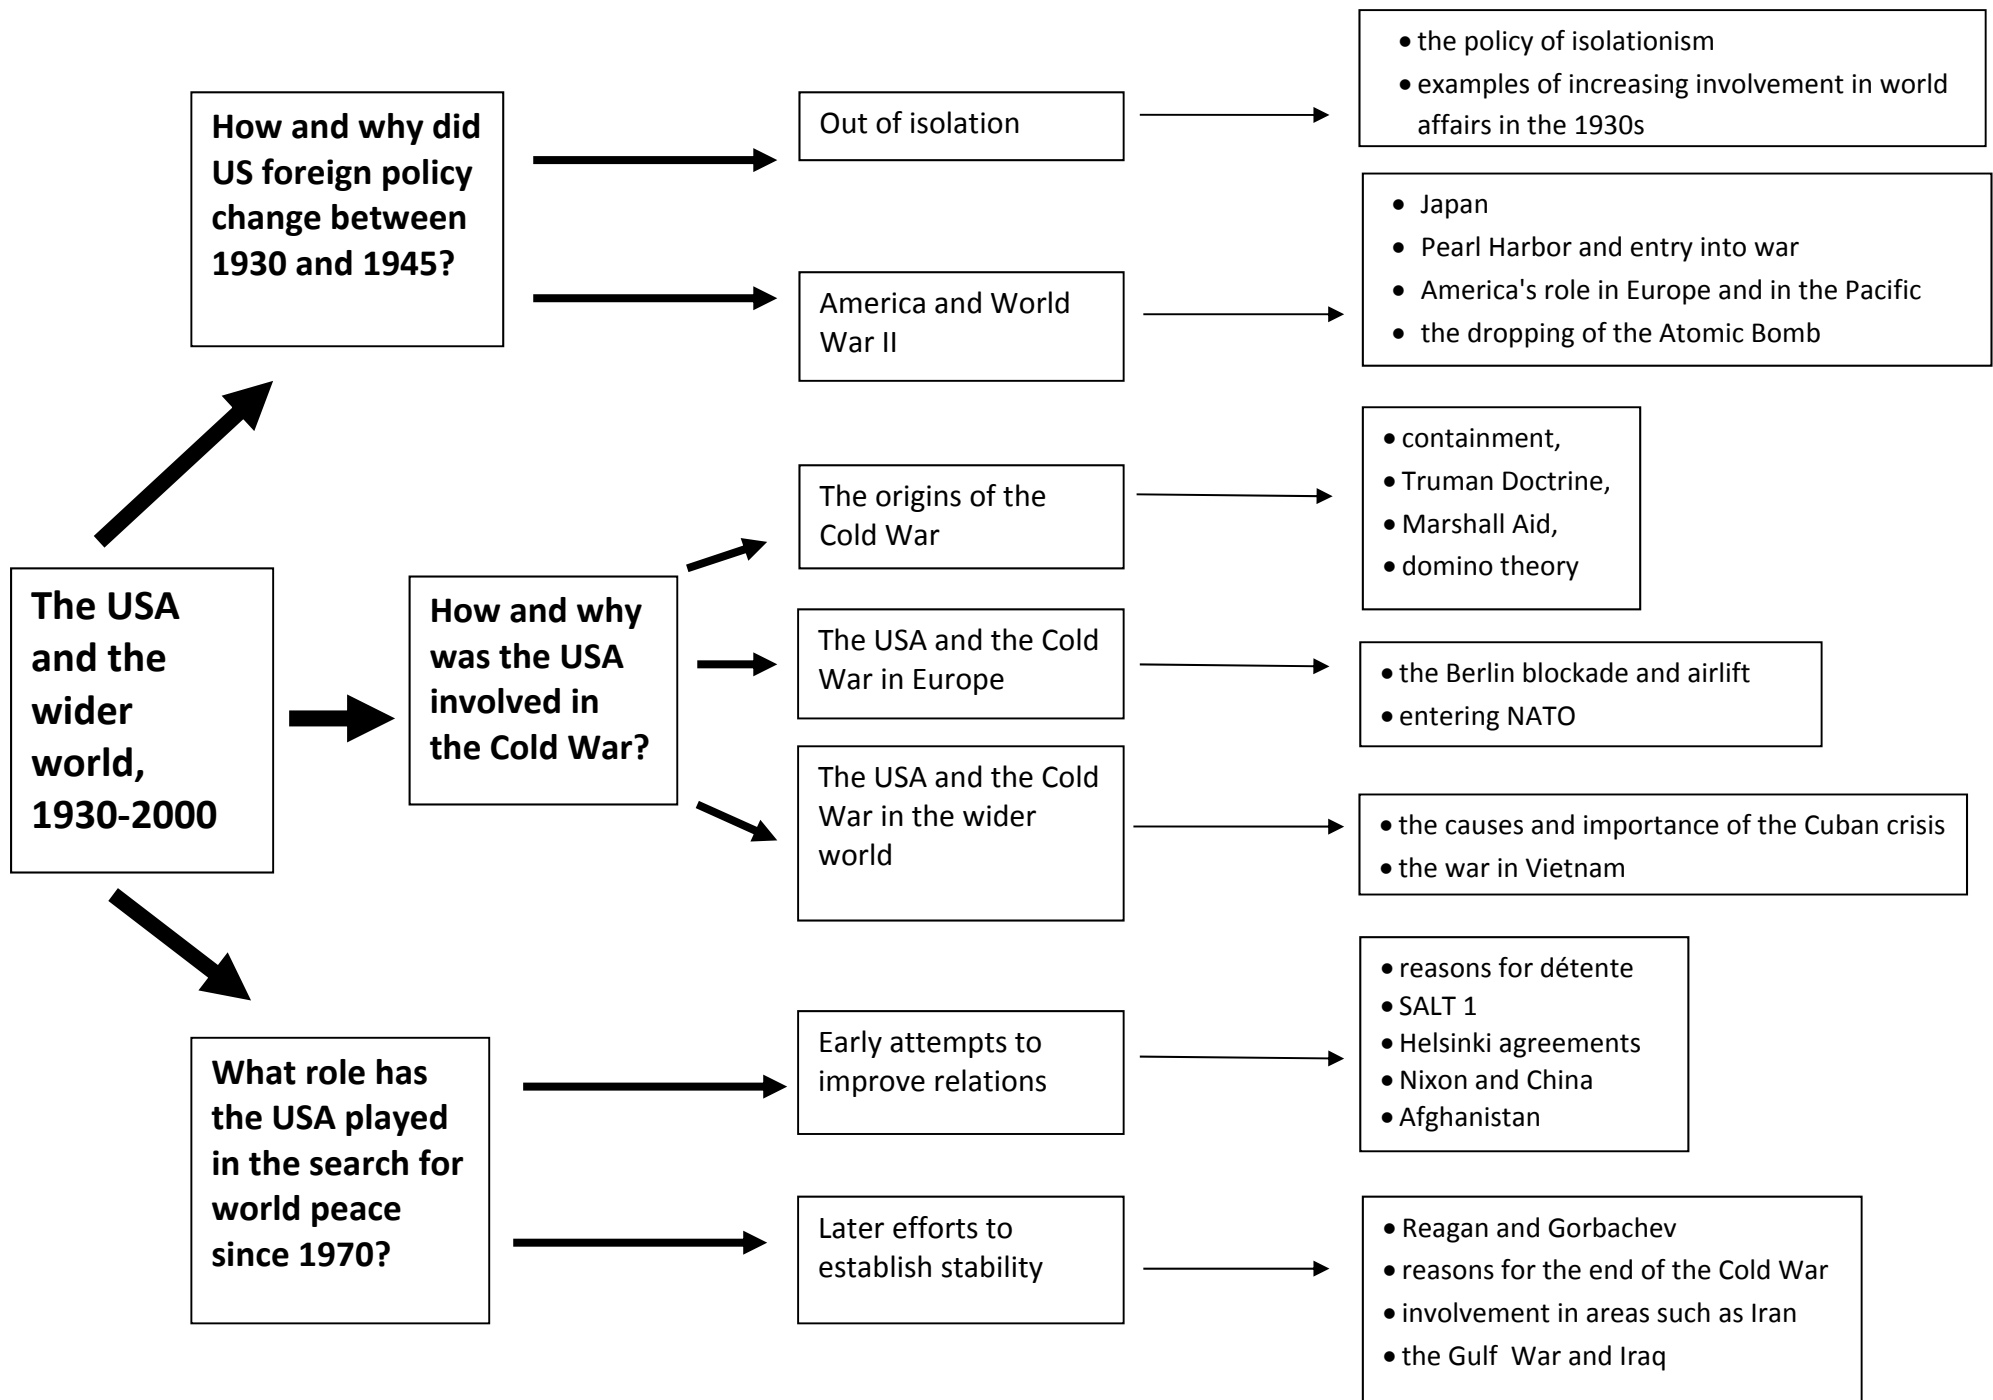 The USA
and the
wider
world,
1930-2000
How and why did
US foreign policy
change between
1930 and 1945?
Out of isolation
• the policy of isolationism
• examples of increasing involvement in world
affairs in the 1930s
America and World
War II
• Japan
• Pearl Harbor and entry into war
• America's role in Europe and in the Pacific
• the dropping of the Atomic Bomb
How and why
was the USA
involved in
the Cold War?
The origins of the
Cold War
• containment,
• Truman Doctrine,
• Marshall Aid,
• domino theory
The USA and the Cold
War in Europe
• the Berlin blockade and airlift
• entering NATO
The USA and the Cold
War in the wider
world
• the causes and importance of the Cuban crisis
• the war in Vietnam
What role has
the USA played
in the search for
world peace
since 1970?
Early attempts to
improve relations
• reasons for détente
• SALT 1
• Helsinki agreements
• Nixon and China
• Afghanistan
Later efforts to
establish stability
• Reagan and Gorbachev
• reasons for the end of the Cold War
• involvement in areas such as Iran
• the Gulf  War and Iraq